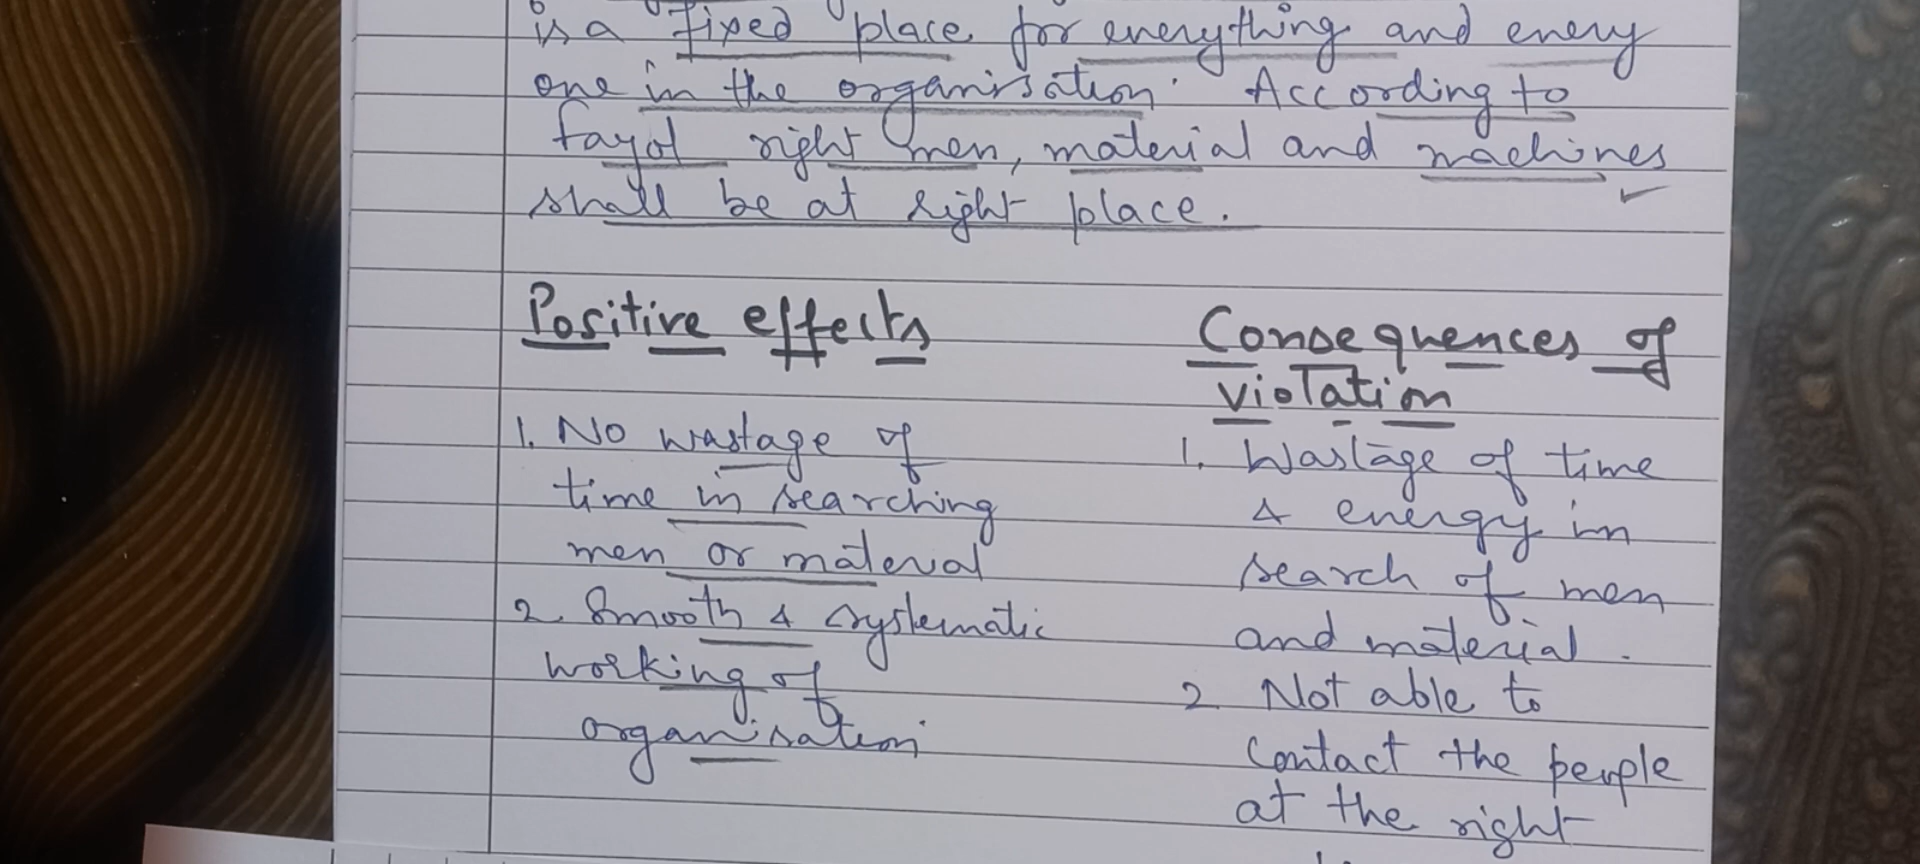 is a fixed place for everything and every
one in the organisation. According to
fayol right men, material and machines
shall be at right place.
Positive effects
1. No wastage of
time in searching
men or material
2. Smooth & systematic
working of
organisation
Consequences of
violation
1. Wastage of time
& energy in
search of men
and material.
2 Not able to
Contact the people
at the right